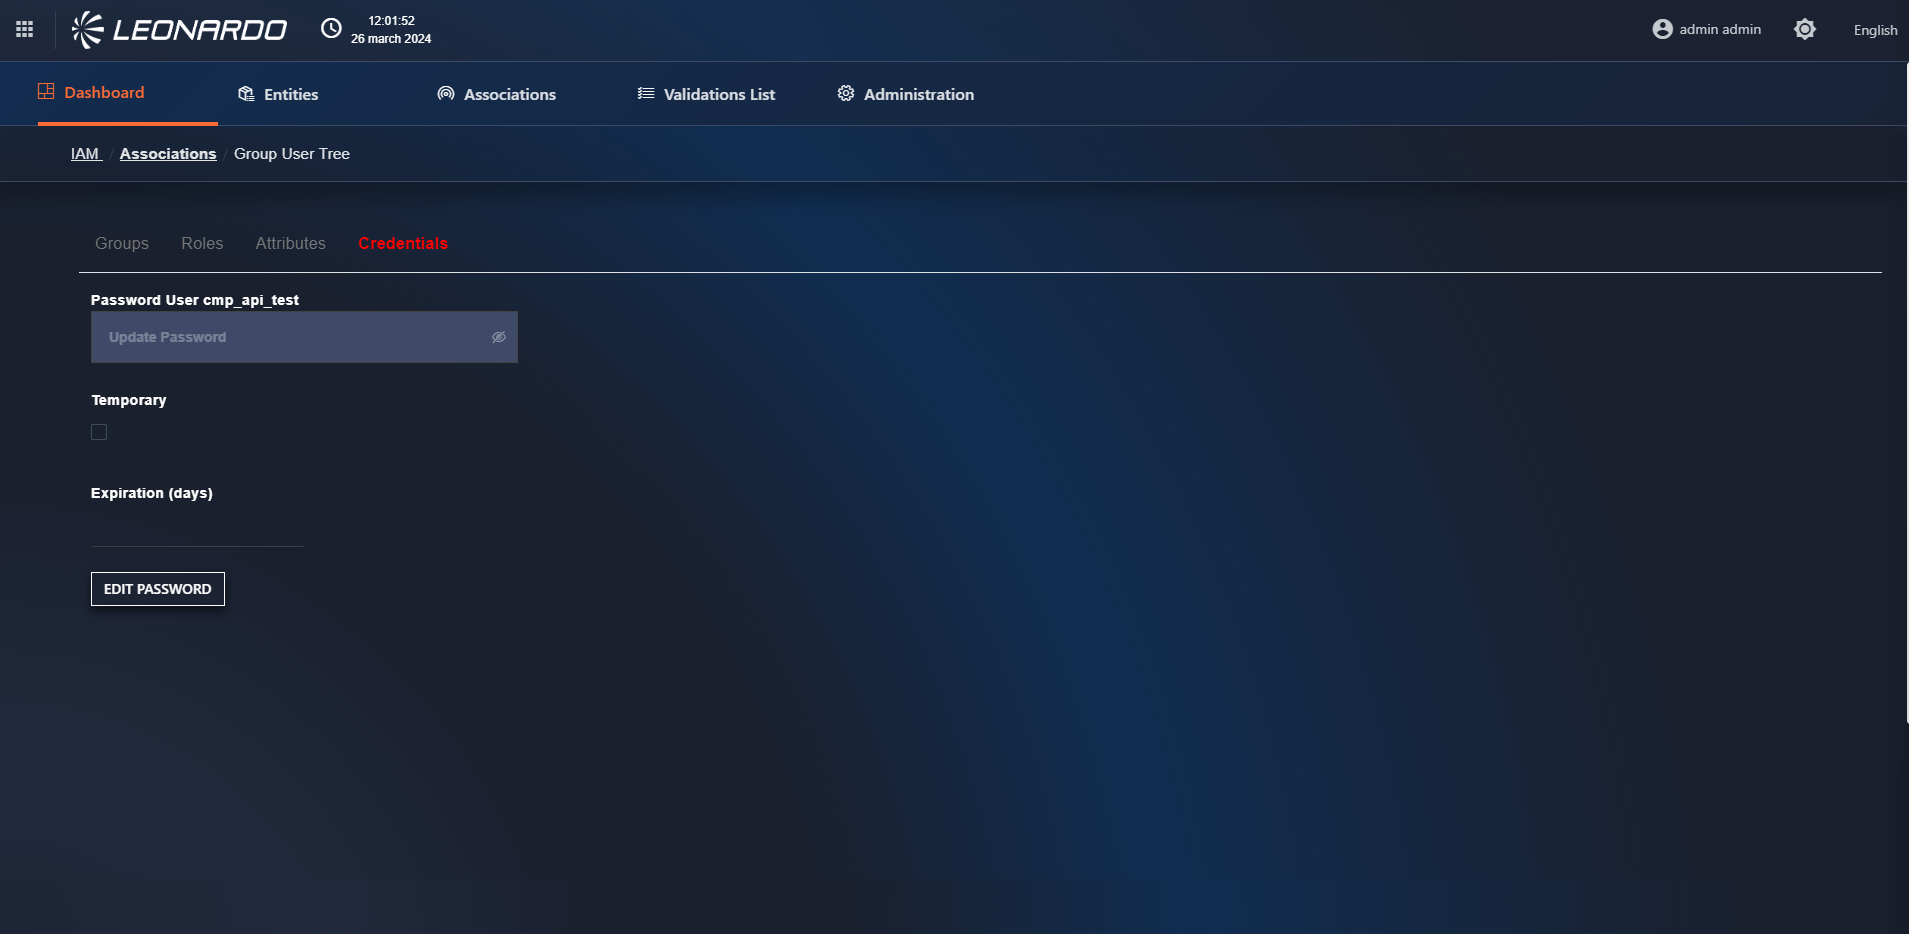 LEONARDO
12:01:52
26 march 2024
admin admin
English
Dashboard
Entities
Associations
Validations List
Administration
IAM / Associations / Group User Tree
Groups
Roles
Attributes
Credentials
Password User cmp_api_test
Update Password
Temporary
Expiration (days)
EDIT PASSWORD